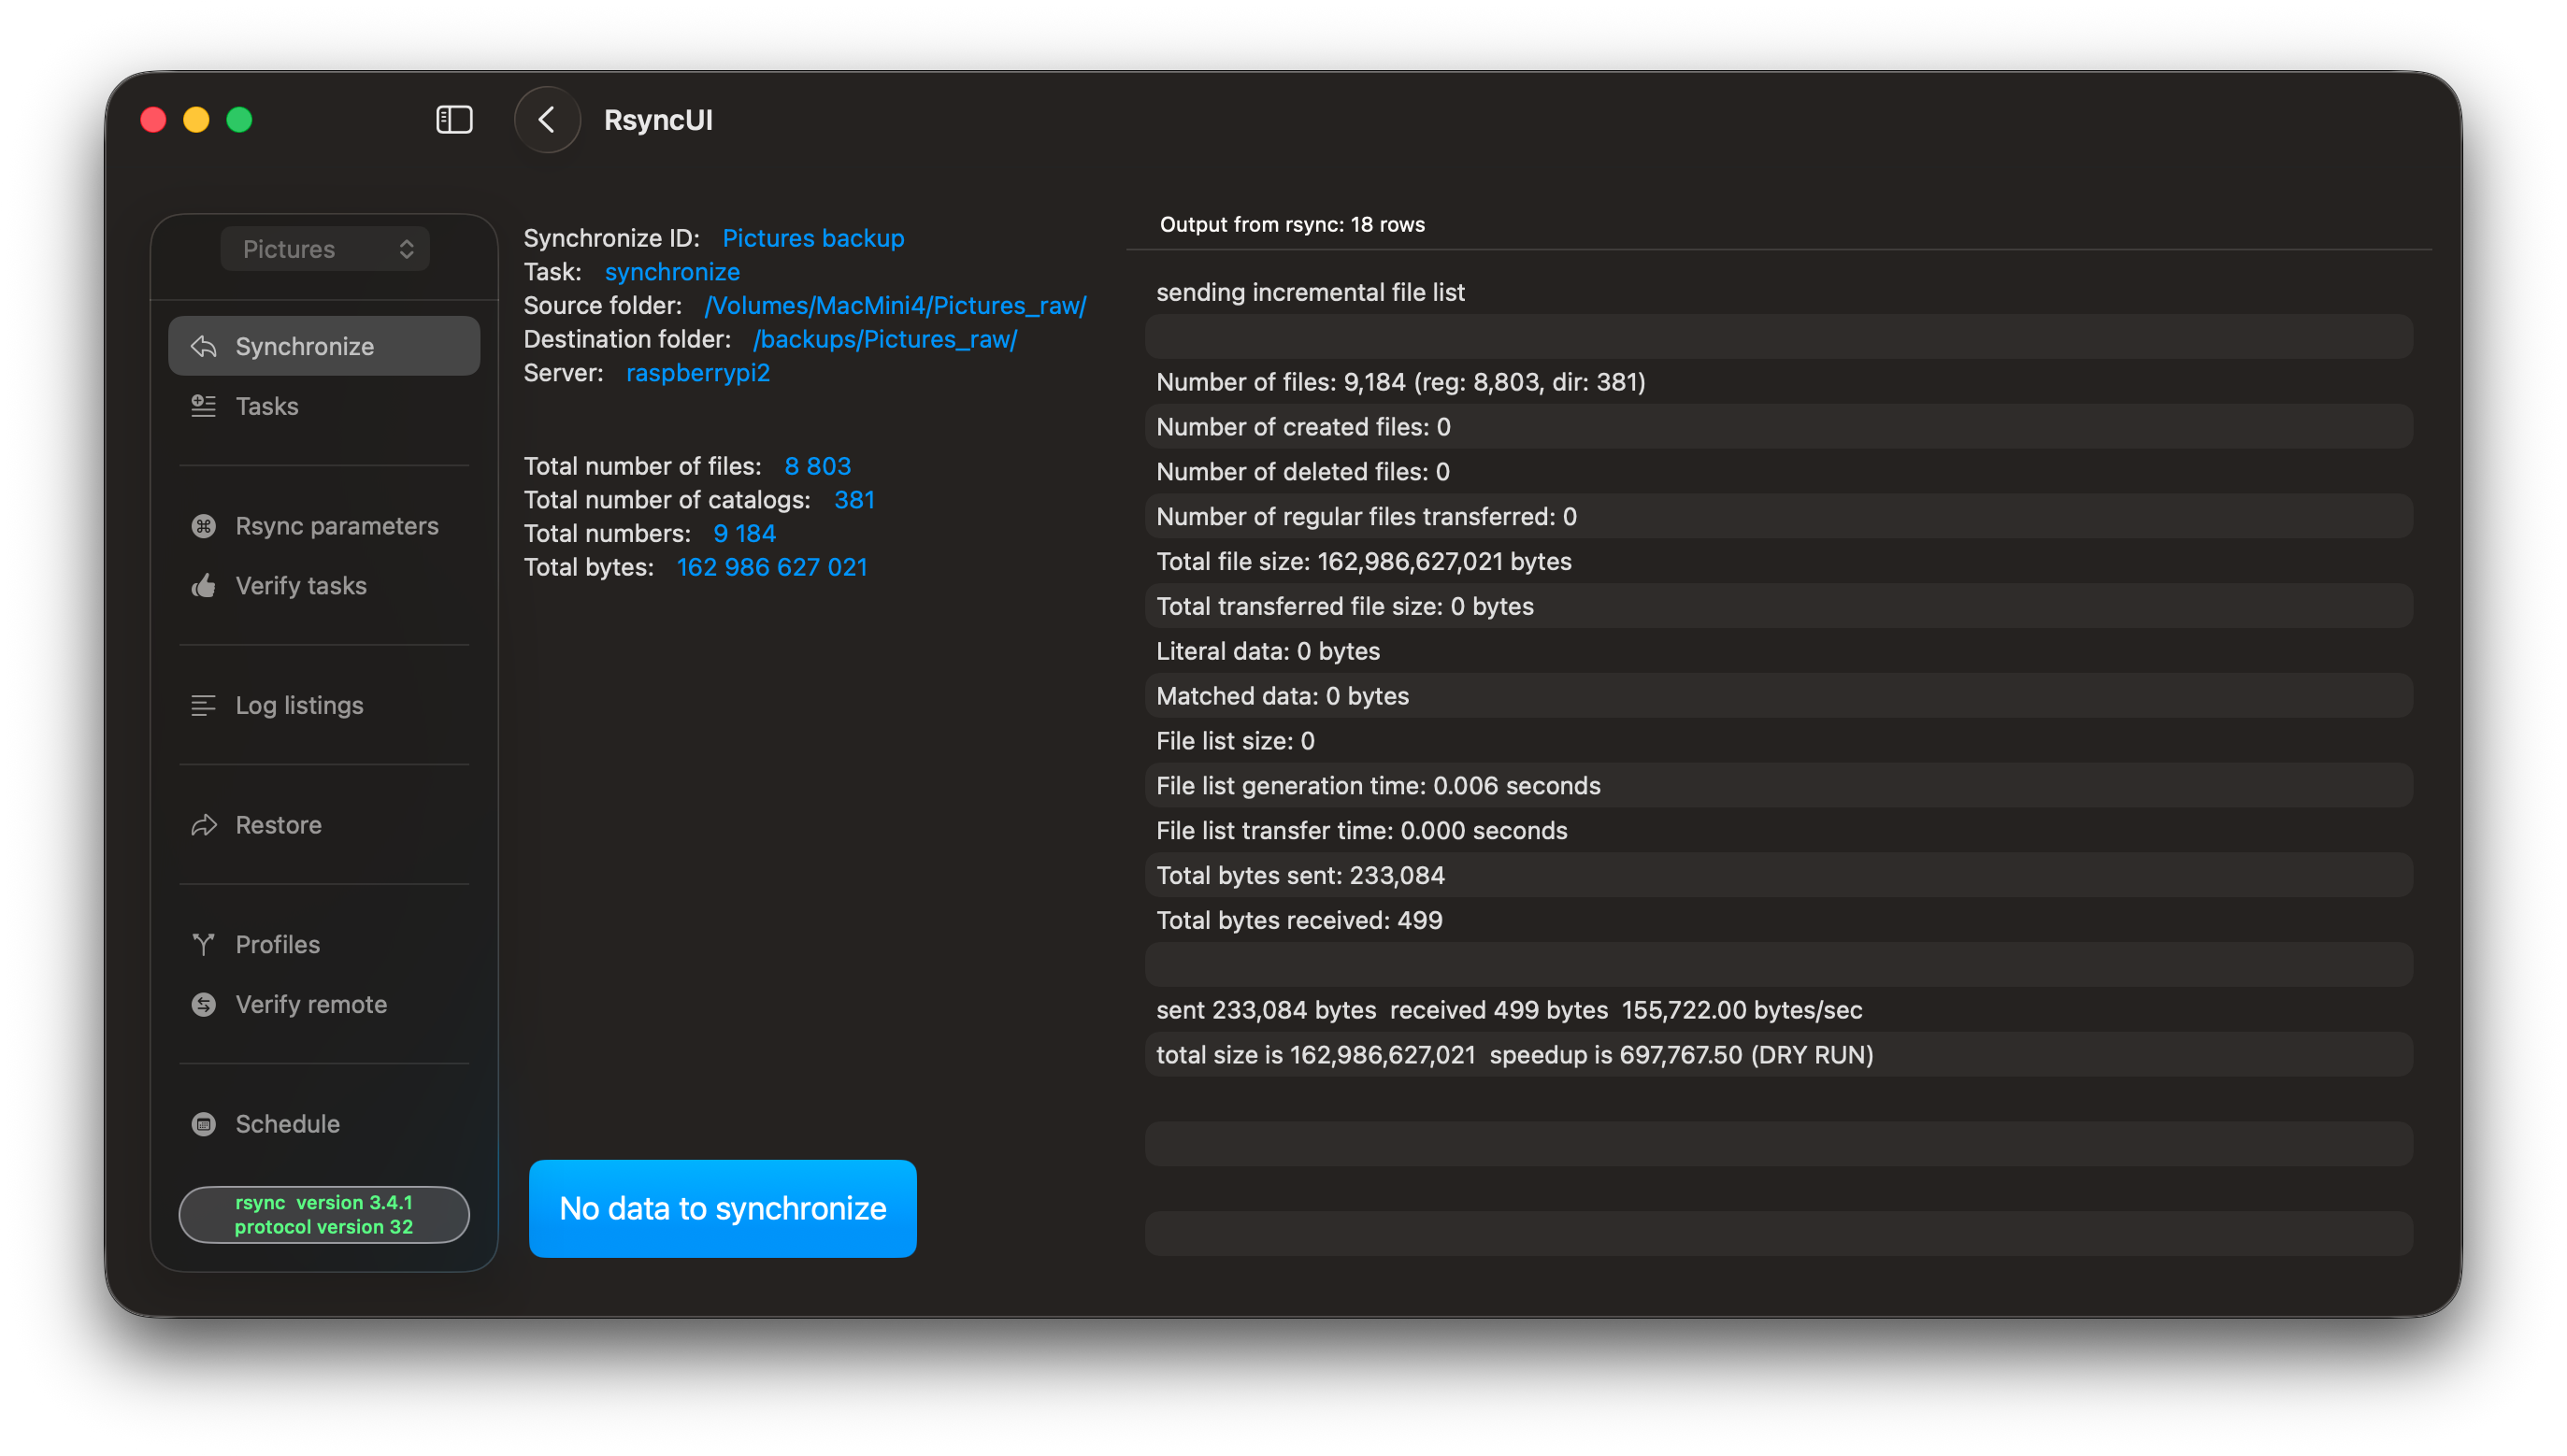 RsyncUI
Pictures
Synchronize
Tasks
Rsync parameters
Verify tasks
Log listings
Restore
Profiles
Verify remote
Schedule
rsync  version 3.4.1
protocol version 32
Synchronize ID: Pictures backup
Task: synchronize
Source folder: /Volumes/MacMini4/Pictures_raw/
Destination folder: /backups/Pictures_raw/
Server: raspberrypi2
Total number of files: 8 803
Total number of catalogs: 381
Total numbers: 9 184
Total bytes: 162 986 627 021
No data to synchronize
Output from rsync: 18 rows
sending incremental file list
Number of files: 9,184 (reg: 8,803, dir: 381)
Number of created files: 0
Number of deleted files: 0
Number of regular files transferred: 0
Total file size: 162,986,627,021 bytes
Total transferred file size: 0 bytes
Literal data: 0 bytes
Matched data: 0 bytes
File list size: 0
File list generation time: 0.006 seconds
File list transfer time: 0.000 seconds
Total bytes sent: 233,084
Total bytes received: 499
sent 233,084 bytes  received 499 bytes  155,722.00 bytes/sec
total size is 162,986,627,021  speedup is 697,767.50 (DRY RUN)